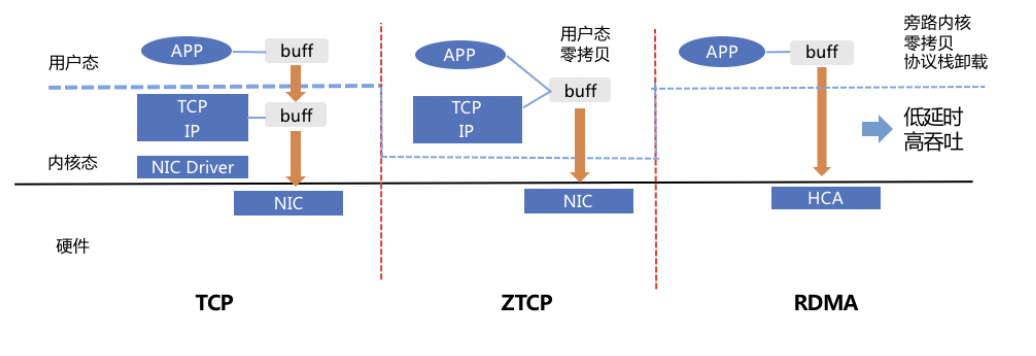 用户态
APP
buff
TCP
IP
buff
内核态
NIC Driver
NIC
硬件
TCP
用户态
零拷贝
APP
buff
TCP
IP
NIC
ZTCP
旁路内核
零拷贝
协议栈卸载
APP
buff
低延时
高吞吐
HCA
RDMA